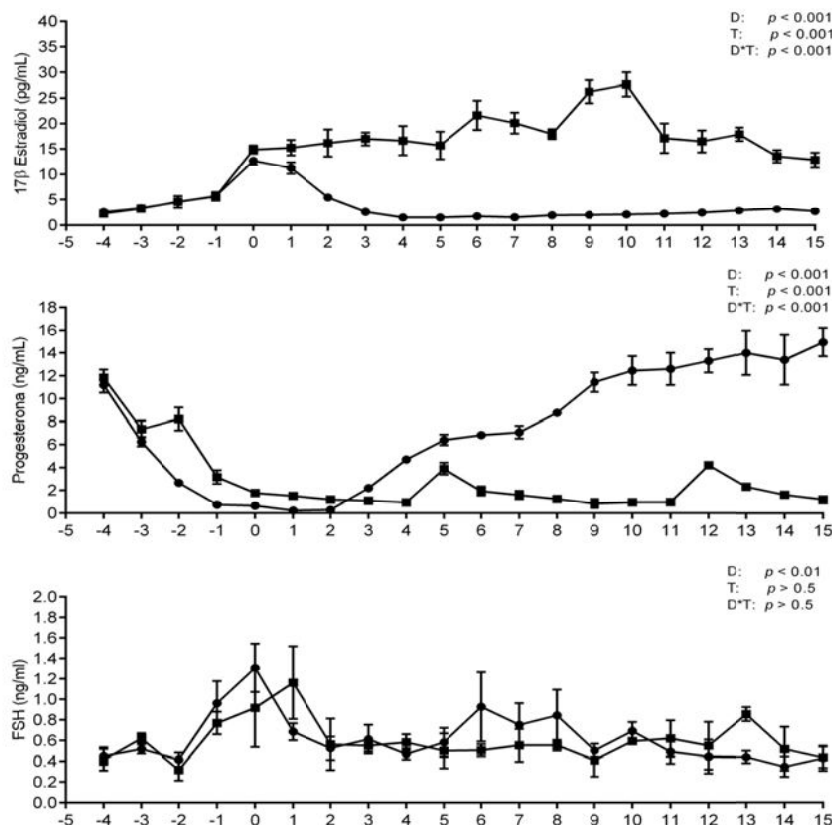 D: p < 0.001
T: p < 0.001
D*T: p < 0.001
17β Estradiol (pg/mL)
40
35
30
25
20
15
10
5
0
-5 -4 -3 -2 -1 0 1 2 3 4 5 6 7 8 9 10 11 12 13 14 15
D: p < 0.001
T: p < 0.001
D*T: p < 0.001
Progesterona (ng/mL)
18
16
14
12
10
8
6
4
2
0
-5 -4 -3 -2 -1 0 1 2 3 4 5 6 7 8 9 10 11 12 13 14 15
D: p < 0.01
T: p > 0.5
D*T: p > 0.5
FSH (ng/ml)
2.0
1.8
1.6
1.4
1.2
1.0
0.8
0.6
0.4
0.2
0.0
-5 -4 -3 -2 -1 0 1 2 3 4 5 6 7 8 9 10 11 12 13 14 15